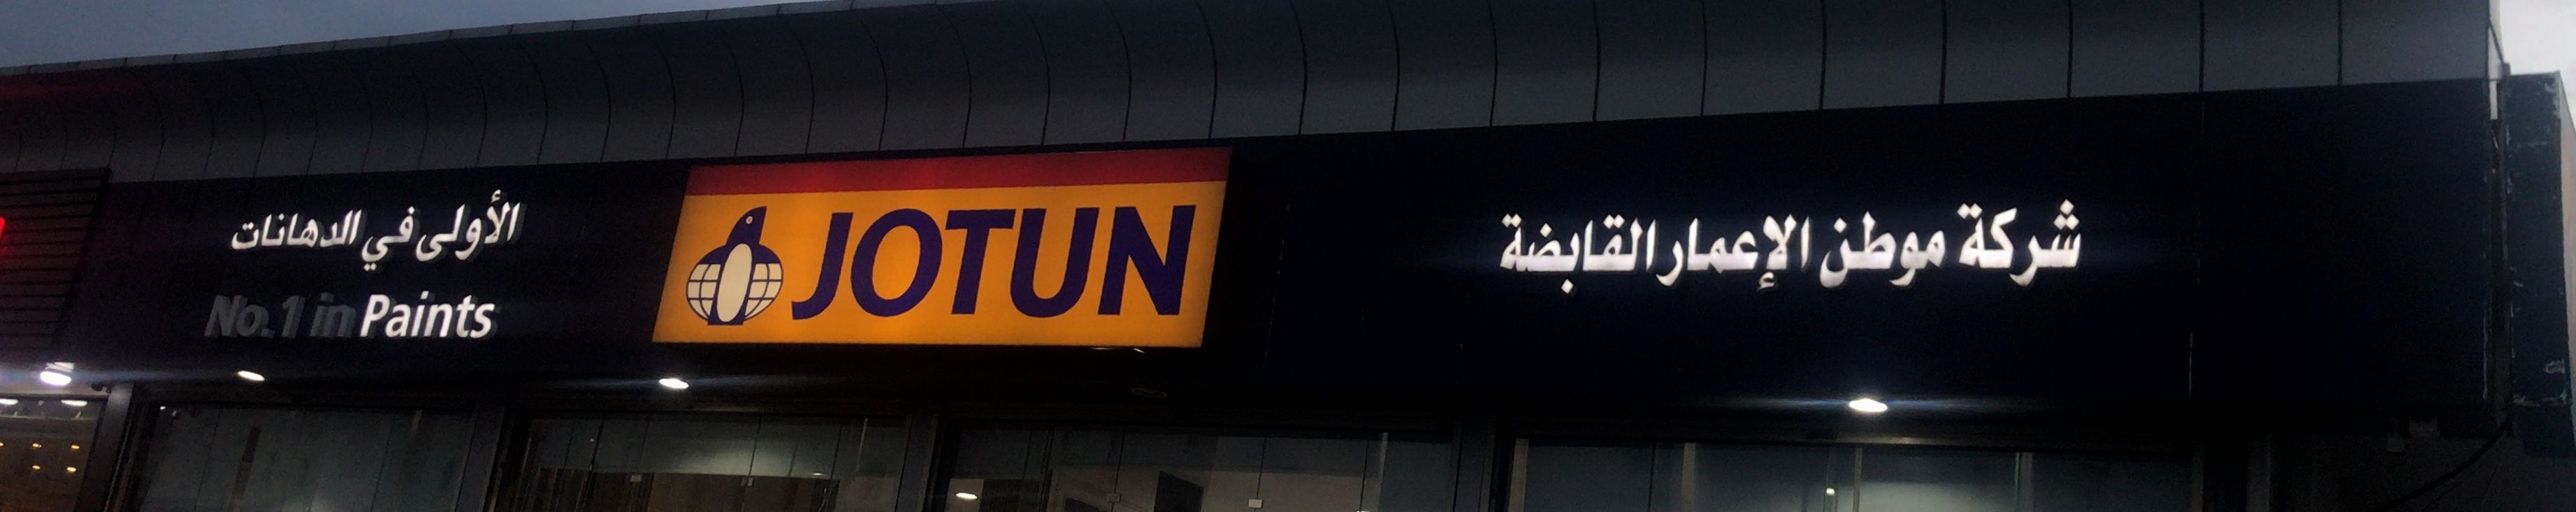 الأولى في الدهانات
No.1 in Paints
JOTUN
شركة موطن الإعمار القابضة